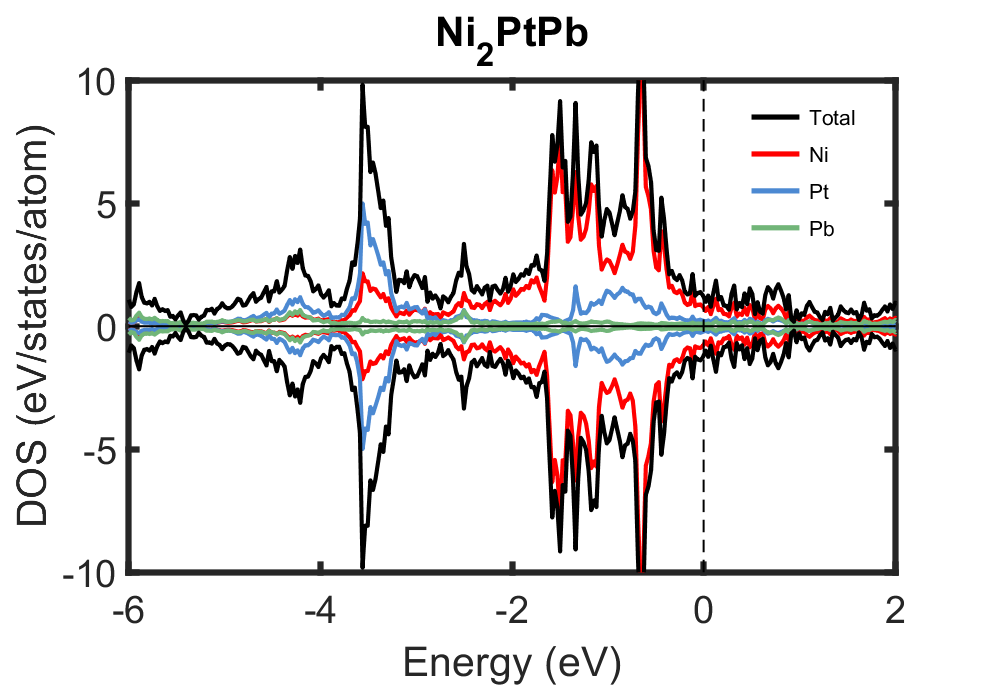 Ni2PtPb
10
5
0
-5
-10
DOS (eV/states/atom)
Total
Ni
Pt
Pb
-6
-4
-2
0
2
Energy (eV)